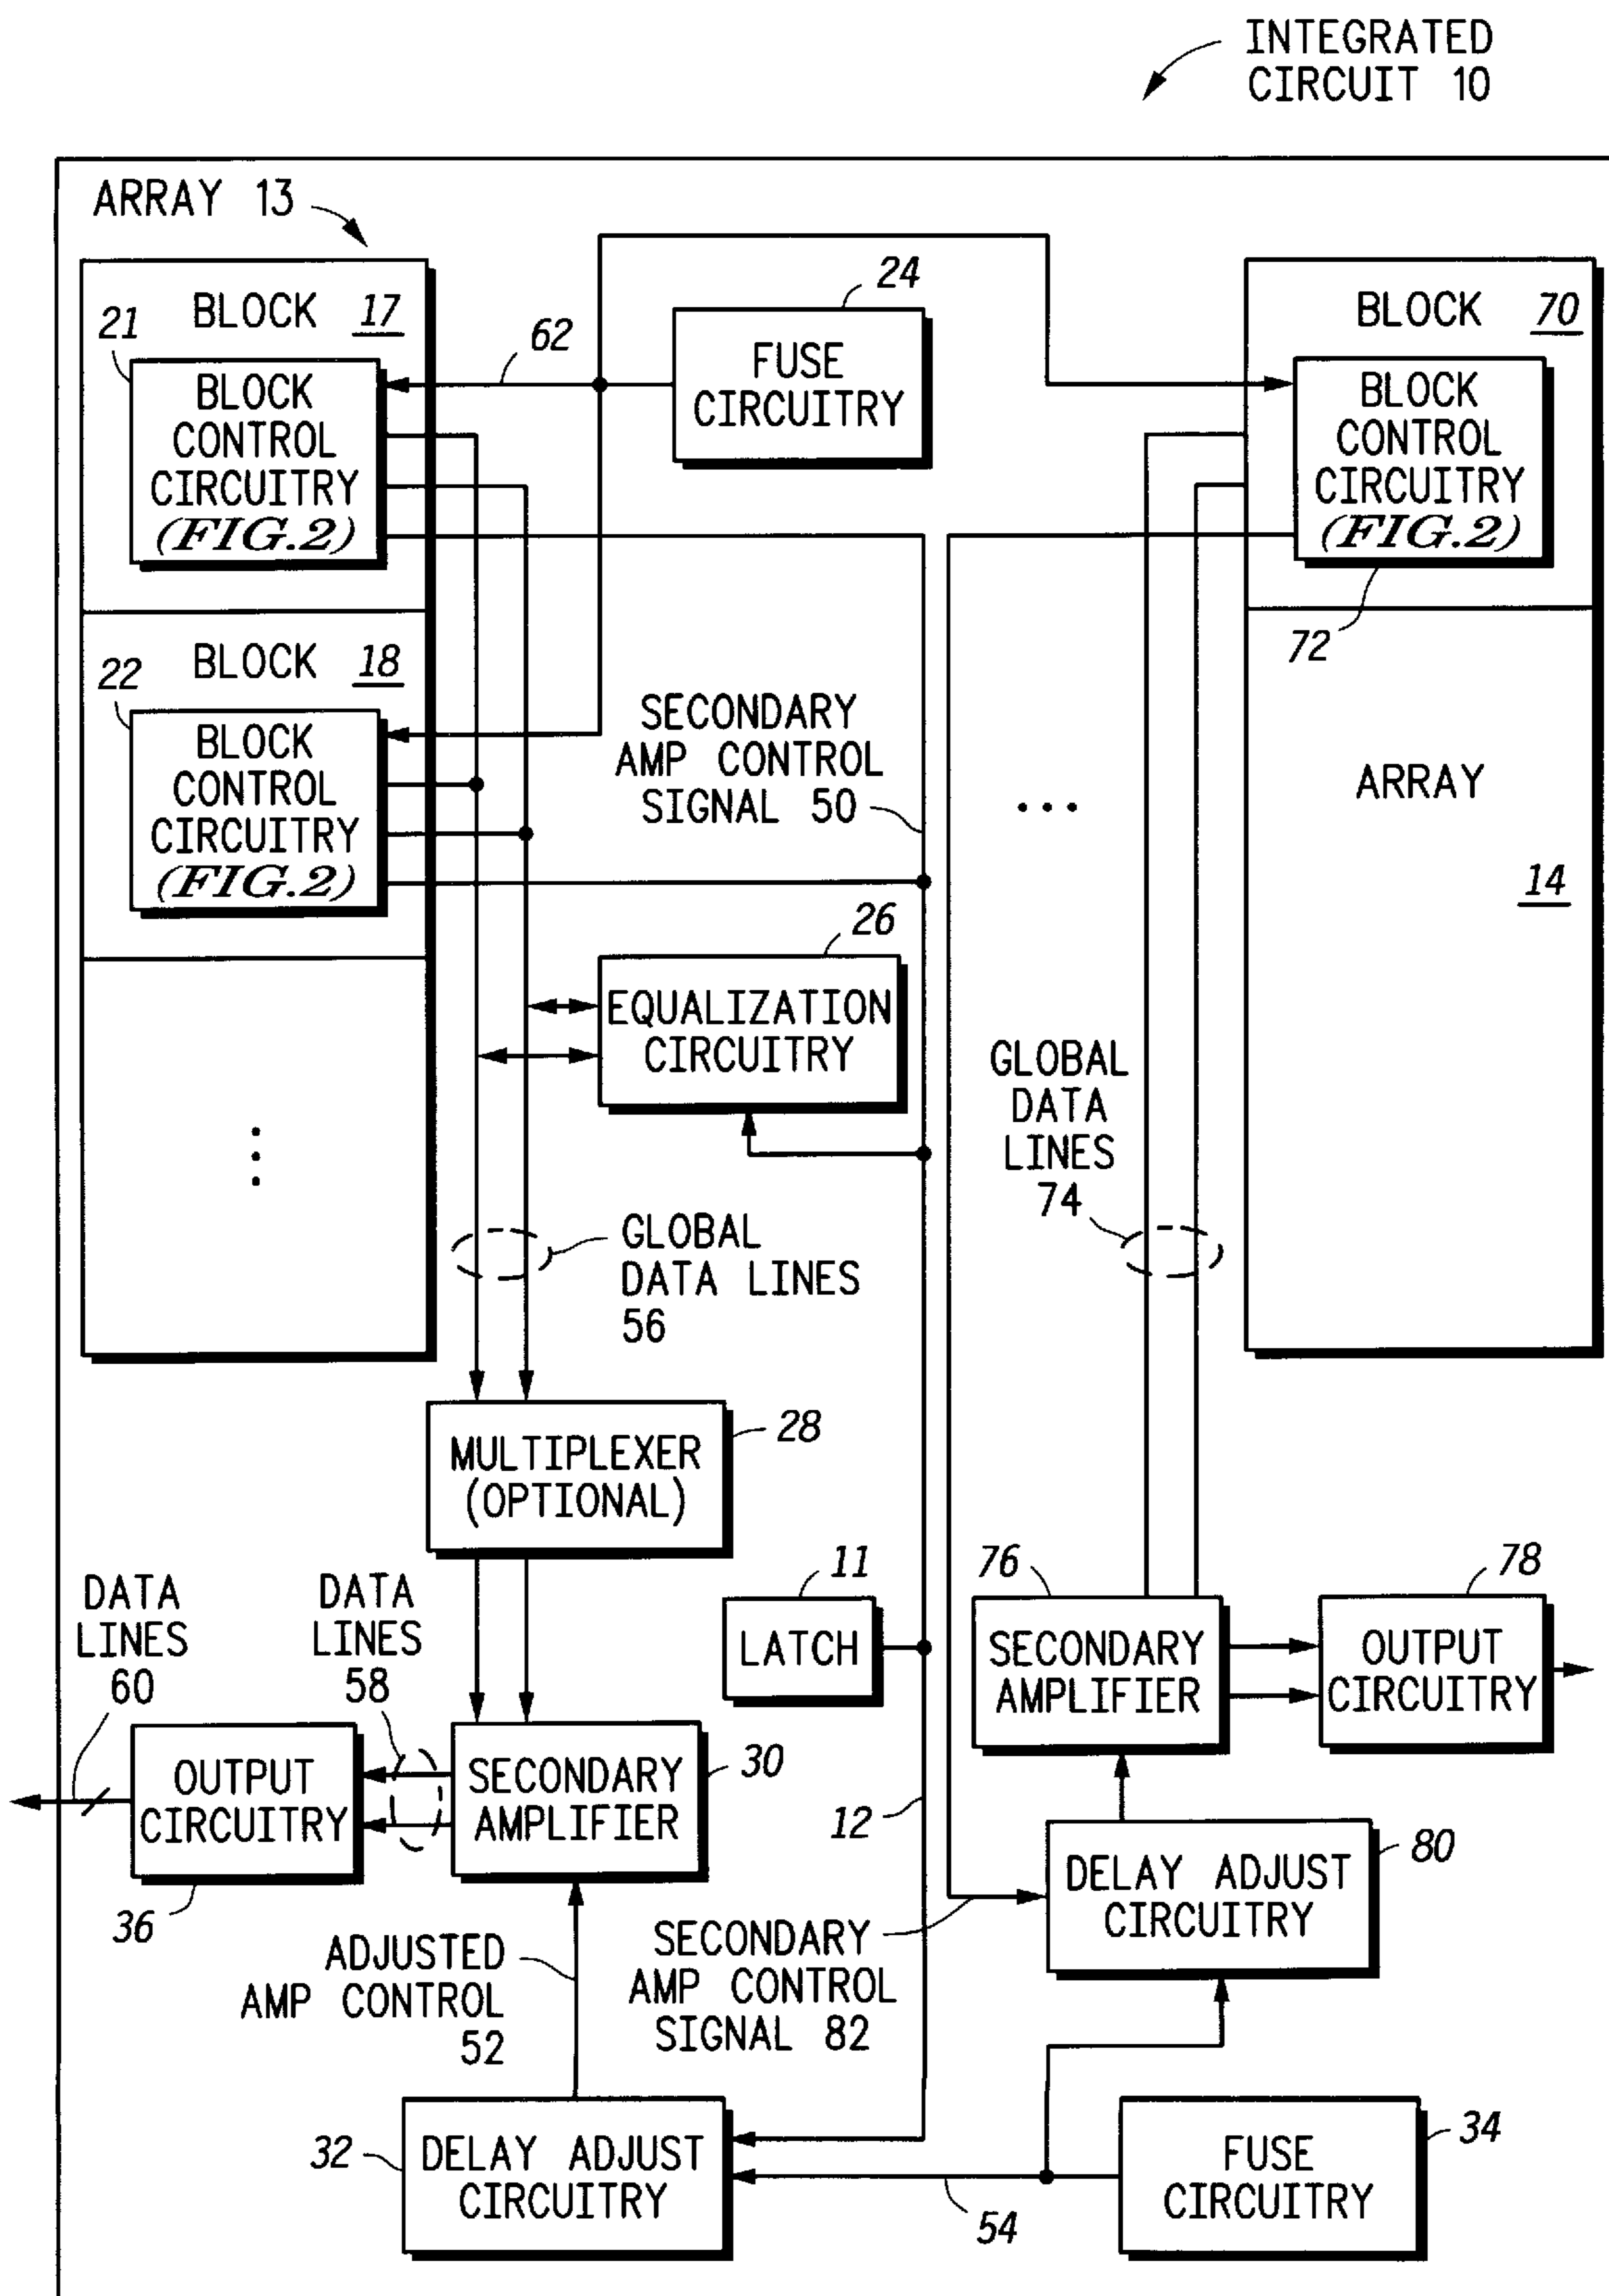 INTEGRATED
CIRCUIT 10
ARRAY 13
BLOCK 17
21
BLOCK
CONTROL
CIRCUITRY
(FIG.2)
62
24
FUSE
CIRCUITRY
BLOCK 70
BLOCK
CONTROL
CIRCUITRY
(FIG.2)
72
BLOCK 18
22
BLOCK
CONTROL
CIRCUITRY
(FIG.2)
SECONDARY
AMP CONTROL
SIGNAL 50
...
ARRAY
14
26
EQUALIZATION
CIRCUITRY
GLOBAL
DATA
LINES
74
GLOBAL
DATA LINES
56
MULTIPLEXER
(OPTIONAL)
28
DATA
LINES
60
DATA
LINES
58
11
LATCH
76
SECONDARY
AMPLIFIER
78
OUTPUT
CIRCUITRY
OUTPUT
CIRCUITRY
36
SECONDARY
AMPLIFIER
30
12
DELAY ADJUST
CIRCUITRY
80
ADJUSTED
AMP CONTROL
52
SECONDARY
AMP CONTROL
SIGNAL 82
32
DELAY ADJUST
CIRCUITRY
54
FUSE
CIRCUITRY
34